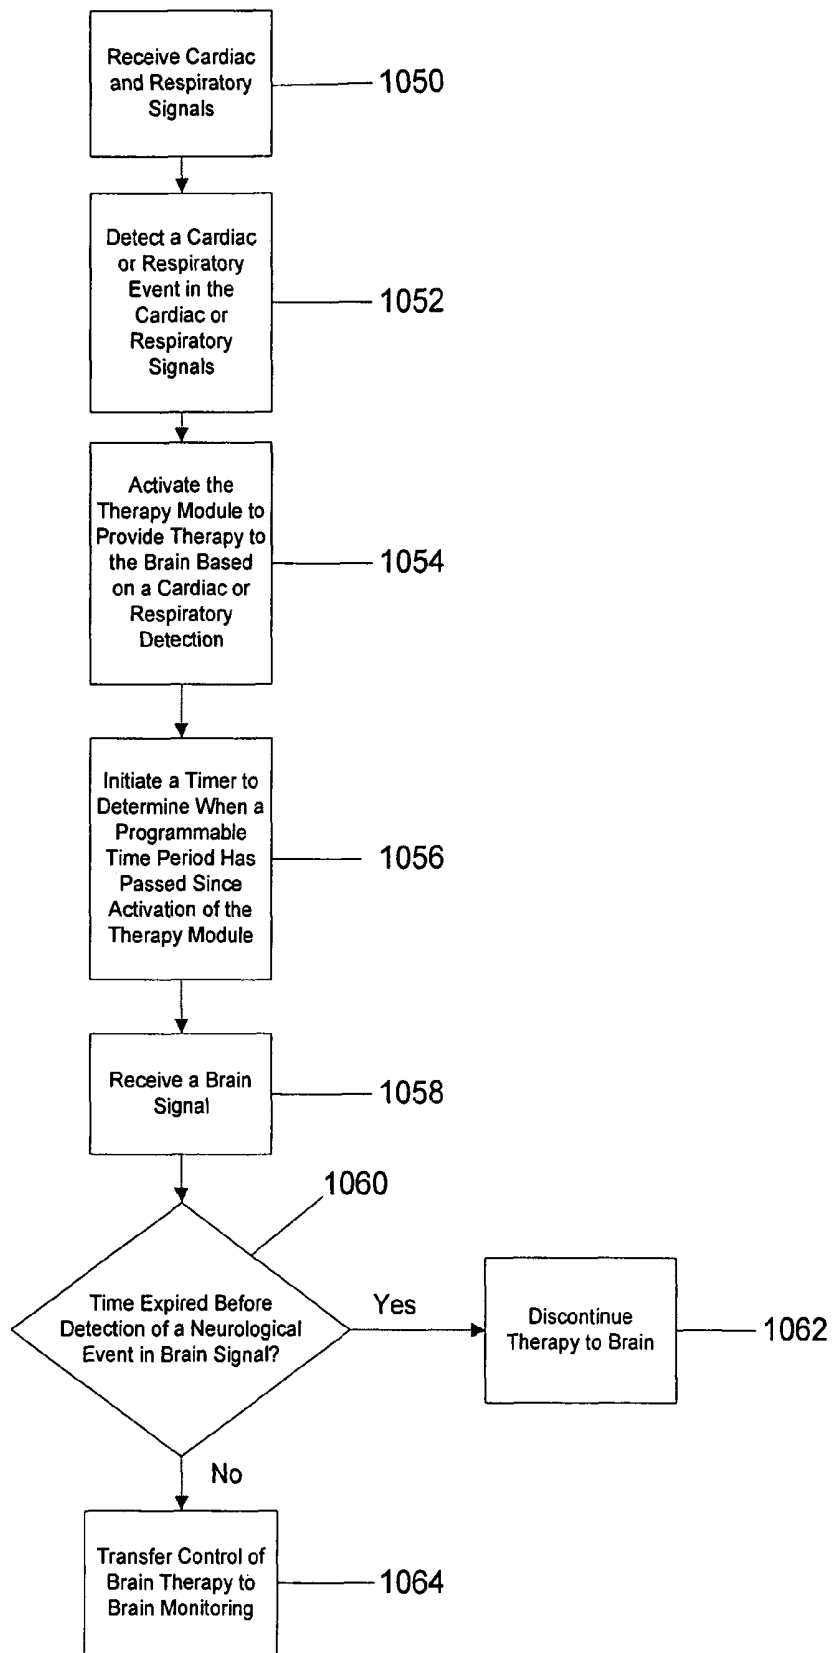 Receive Cardiac
and Respiratory
Signals
1050
Detect a Cardiac
or Respiratory
Event in the
Cardiac or
Respiratory
Signals
1052
Activate the
Therapy Module to
Provide Therapy to
the Brain Based
on a Cardiac or
Respiratory
Detection
1054
Initiate a Timer to
Determine When a
Programmable
Time Period Has
Passed Since
Activation of the
Therapy Module
1056
Receive a Brain
Signal
1058
1060
Time Expired Before
Detection of a Neurological
Event in Brain Signal?
Yes
Discontinue
Therapy to Brain
1062
No
Transfer Control of
Brain Therapy to
Brain Monitoring
1064